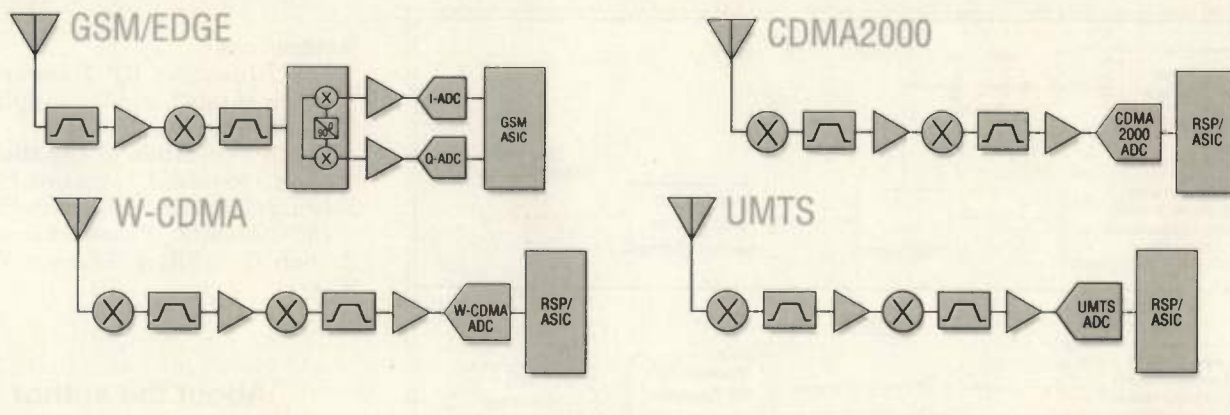 GSM/EDGE
I-ADC
90°
Q-ADC
GSM
ASIC
CDMA2000
CDMA
2000
ADC
RSP/
ASIC
W-CDMA
W-CDMA
ADC
RSP/
ASIC
UMTS
UMTS
ADC
RSP/
ASIC